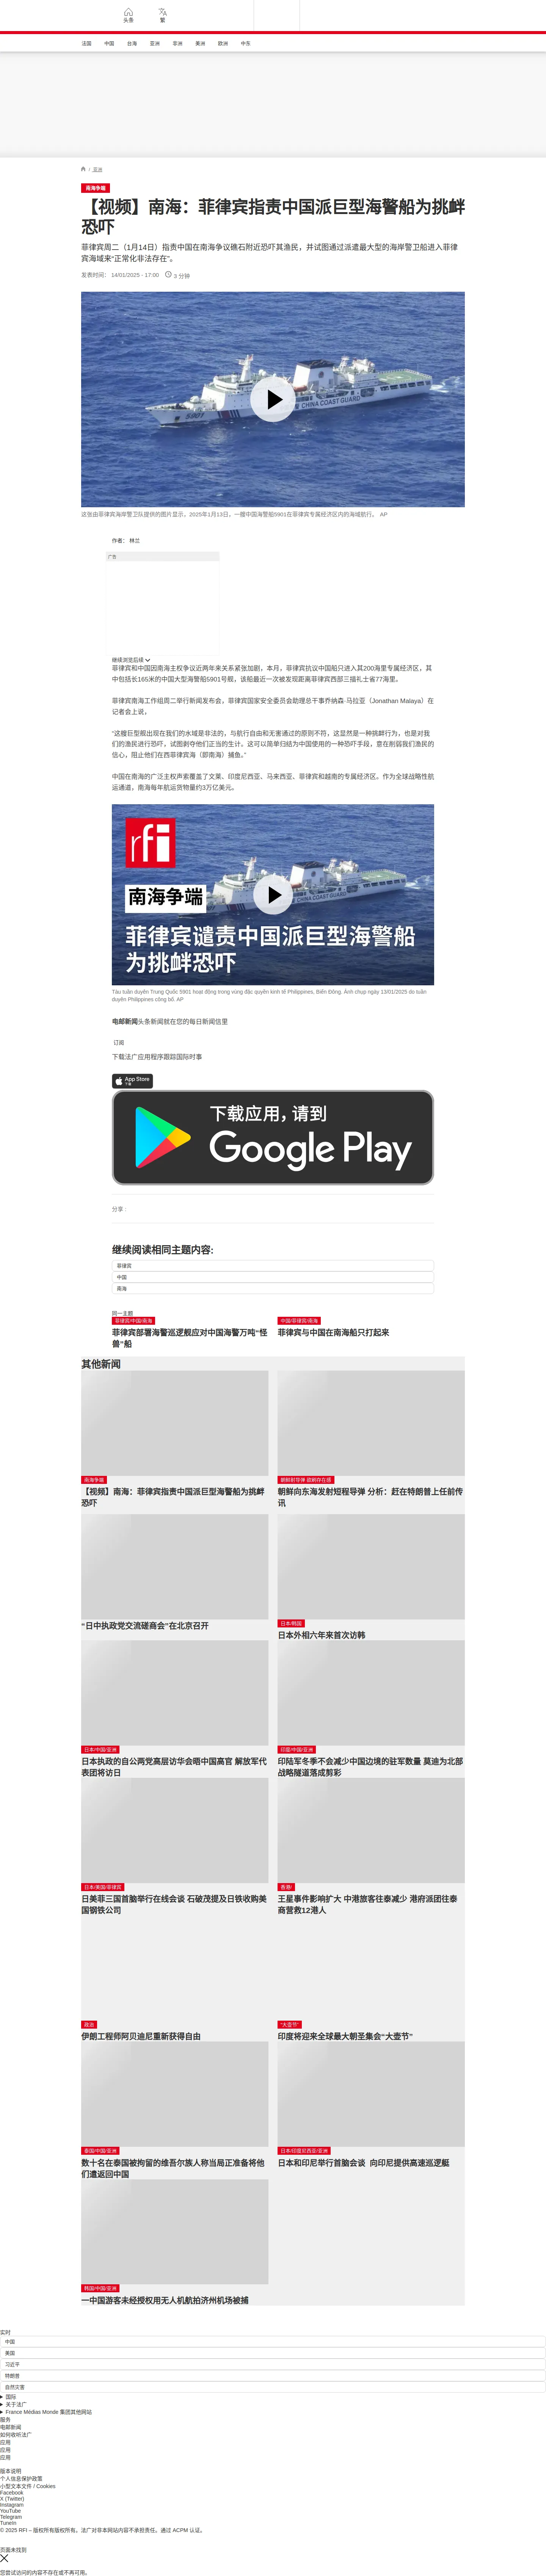 头条
繁
法国
中国
台海
亚洲
非洲
美洲
欧洲
中东
/ 亚洲
南海争端
【视频】南海：菲律宾指责中国派巨型海警船为挑衅
恐吓
菲律宾周二（1月14日）指责中国在南海争议礁石附近恐吓其渔民，并试图通过派遣最大型的海岸警卫船进入菲律
宾海域来“正常化非法存在”。
发表时间： 14/01/2025 - 17:00
3 分钟
CHINA COAST GUARD
这张由菲律宾海岸警卫队提供的图片显示，2025年1月13日，一艘中国海警船5901在菲律宾专属经济区内的海域航行。 AP
作者： 林兰
广告
继续浏览后续
菲律宾和中国因南海主权争议近两年来关系紧张加剧，本月，菲律宾抗议中国船只进入其200海里专属经济区，其
中包括长165米的中国大型海警船5901号舰，该船最近一次被发现距离菲律宾西部三描礼士省77海里。
菲律宾南海工作组周二举行新闻发布会，菲律宾国家安全委员会助理总干事乔纳森·马拉亚（Jonathan Malaya）在
记者会上说，
“这艘巨型舰出现在我们的水域是非法的，与航行自由和无害通过的原则不符，这显然是一种挑衅行为，也是对我
们的渔民进行恐吓，试图剥夺他们正当的生计。这可以简单归结为中国使用的一种恐吓手段，意在削弱我们渔民的
信心，阻止他们在西菲律宾海（即南海）捕鱼。”
中国在南海的广泛主权声索覆盖了文莱、印度尼西亚、马来西亚、菲律宾和越南的专属经济区。作为全球战略性航
运通道，南海每年航运货物量约3万亿美元。
rfi
南海争端
菲律宾谴责中国派巨型海警船
为挑衅恐吓
Tàu tuần duyên Trung Quốc 5901 hoạt động trong vùng đặc quyền kinh tế Philippines, Biển Đông. Ảnh chụp ngày 13/01/2025 do tuần
duyên Philippines công bố. AP
电邮新闻头条新闻就在您的每日新闻信里
订阅
下载法广应用程序跟踪国际时事
App Store
下载
下载应用，请到
Google Play
分享 :
继续阅读相同主题内容:
菲律宾
中国
南海
同一主题
菲律宾/中国/南海
菲律宾部署海警巡逻舰应对中国海警万吨“怪
兽”船
中国/菲律宾/南海
菲律宾与中国在南海船只打起来
其他新闻
南海争端
【视频】南海：菲律宾指责中国派巨型海警船为挑衅
恐吓
朝鲜射导弹 宣刷存在感
朝鲜向东海发射短程导弹 分析：赶在特朗普上任前传
讯
“日中执政党交流磋商会”在北京召开
日本/韩国
日本外相六年来首次访韩
日本/中国/亚洲
日本执政的自公两党高层访华会晤中国高官 解放军代
表团将访日
印度/中国/亚洲
印陆军冬季不会减少中国边境的驻军数量 莫迪为北部
战略隧道落成剪彩
日本/美国/菲律宾
日美菲三国首脑举行在线会谈 石破茂提及日铁收购美
国钢铁公司
香港/
王星事件影响扩大 中港旅客往泰减少 港府派团往泰
商营救12港人
政治
伊朗工程师阿贝迪尼重新获得自由
“大壶节”
印度将迎来全球最大朝圣集会“大壶节”
泰国/中国/亚洲
数十名在泰国被拘留的维吾尔族人称当局正准备将他
们遣返回中国
日本/印度尼西亚/亚洲
日本和印尼举行首脑会谈 向印尼提供高速巡逻艇
韩国/中国/亚洲
一中国游客未经授权用无人机航拍济州机场被捕
实时
中国
美国
习近平
特朗普
自然灾害
国际
关于法广
France Médias Monde 集团其他网站
服务
电邮新闻
如何收听法广
应用
应用
应用
版本说明
个人信息保护政策
小型文本文件 / Cookies
Facebook
X (Twitter)
Instagram
YouTube
Telegram
TuneIn
© 2025 RFI – 版权所有版权所有。法广对非本网站内容不承担责任。通过 ACPM 认证。
页面未找到
您尝试访问的内容不存在或不再可用。